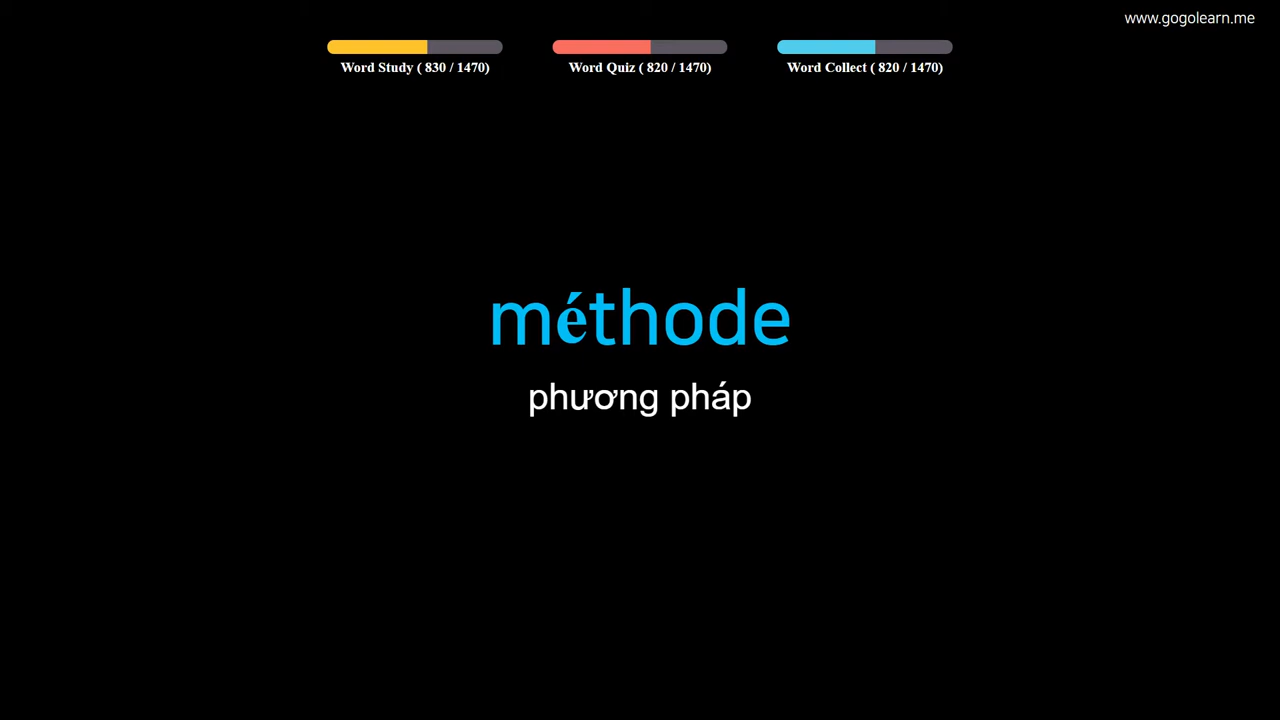 www.gogolearn.me
Word Study ( 830 / 1470)
Word Quiz ( 820 / 1470)
Word Collect ( 820 / 1470)
méthode
phương pháp